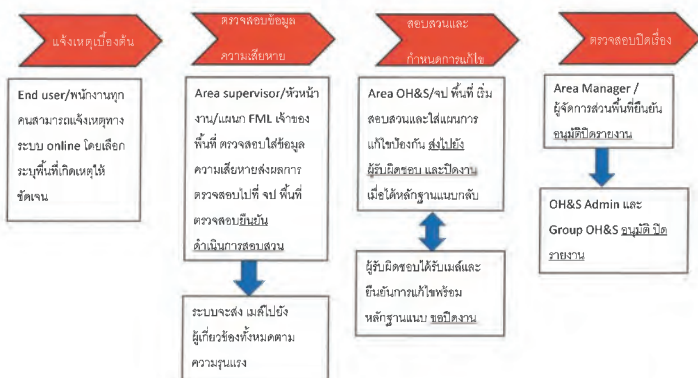 แจ้งเหตุเบื้องต้น
End user/พนักงานทุก
คนสามารถแจ้งเหตุทาง
ระบบ online โดยเลือก
ระบุพื้นที่เกิดเหตุให้
ชัดเจน
ตรวจสอบข้อมูล
ความเสียหาย
Area supervisor/หัวหน้า
งาน/แผนก FML เจ้าของ
พื้นที่ ตรวจสอบใส่ข้อมูล
ความเสียหายส่งผลการ
ตรวจสอบไปที่ จป พื้นที่
ตรวจสอบยืนยัน
ดำเนินการสอบสวน
ระบบจะส่ง เมล์ไปยัง
ผู้เกี่ยวข้องทั้งหมดตาม
ความรุนแรง
สอบสวนและ
กำหนดการแก้ไข
Area OH&S/จป พื้นที่ เริ่ม
สอบสวนและใส่แผนการ
แก้ไขป้องกัน ส่งไปยัง
ผู้รับผิดชอบ และปิดงาน
เมื่อได้หลักฐานแนบกลับ
ผู้รับผิดชอบได้รับเมล์และ
ยืนยันการแก้ไขพร้อม
หลักฐานแนบ ขอปิดงาน
ตรวจสอบปิดเรื่อง
Area Manager /
ผู้จัดการส่วนพื้นที่ยืนยัน
อนุมัติปิดรายงาน
OH&S Admin และ
Group OH&S อนุมัติ ปิด
รายงาน